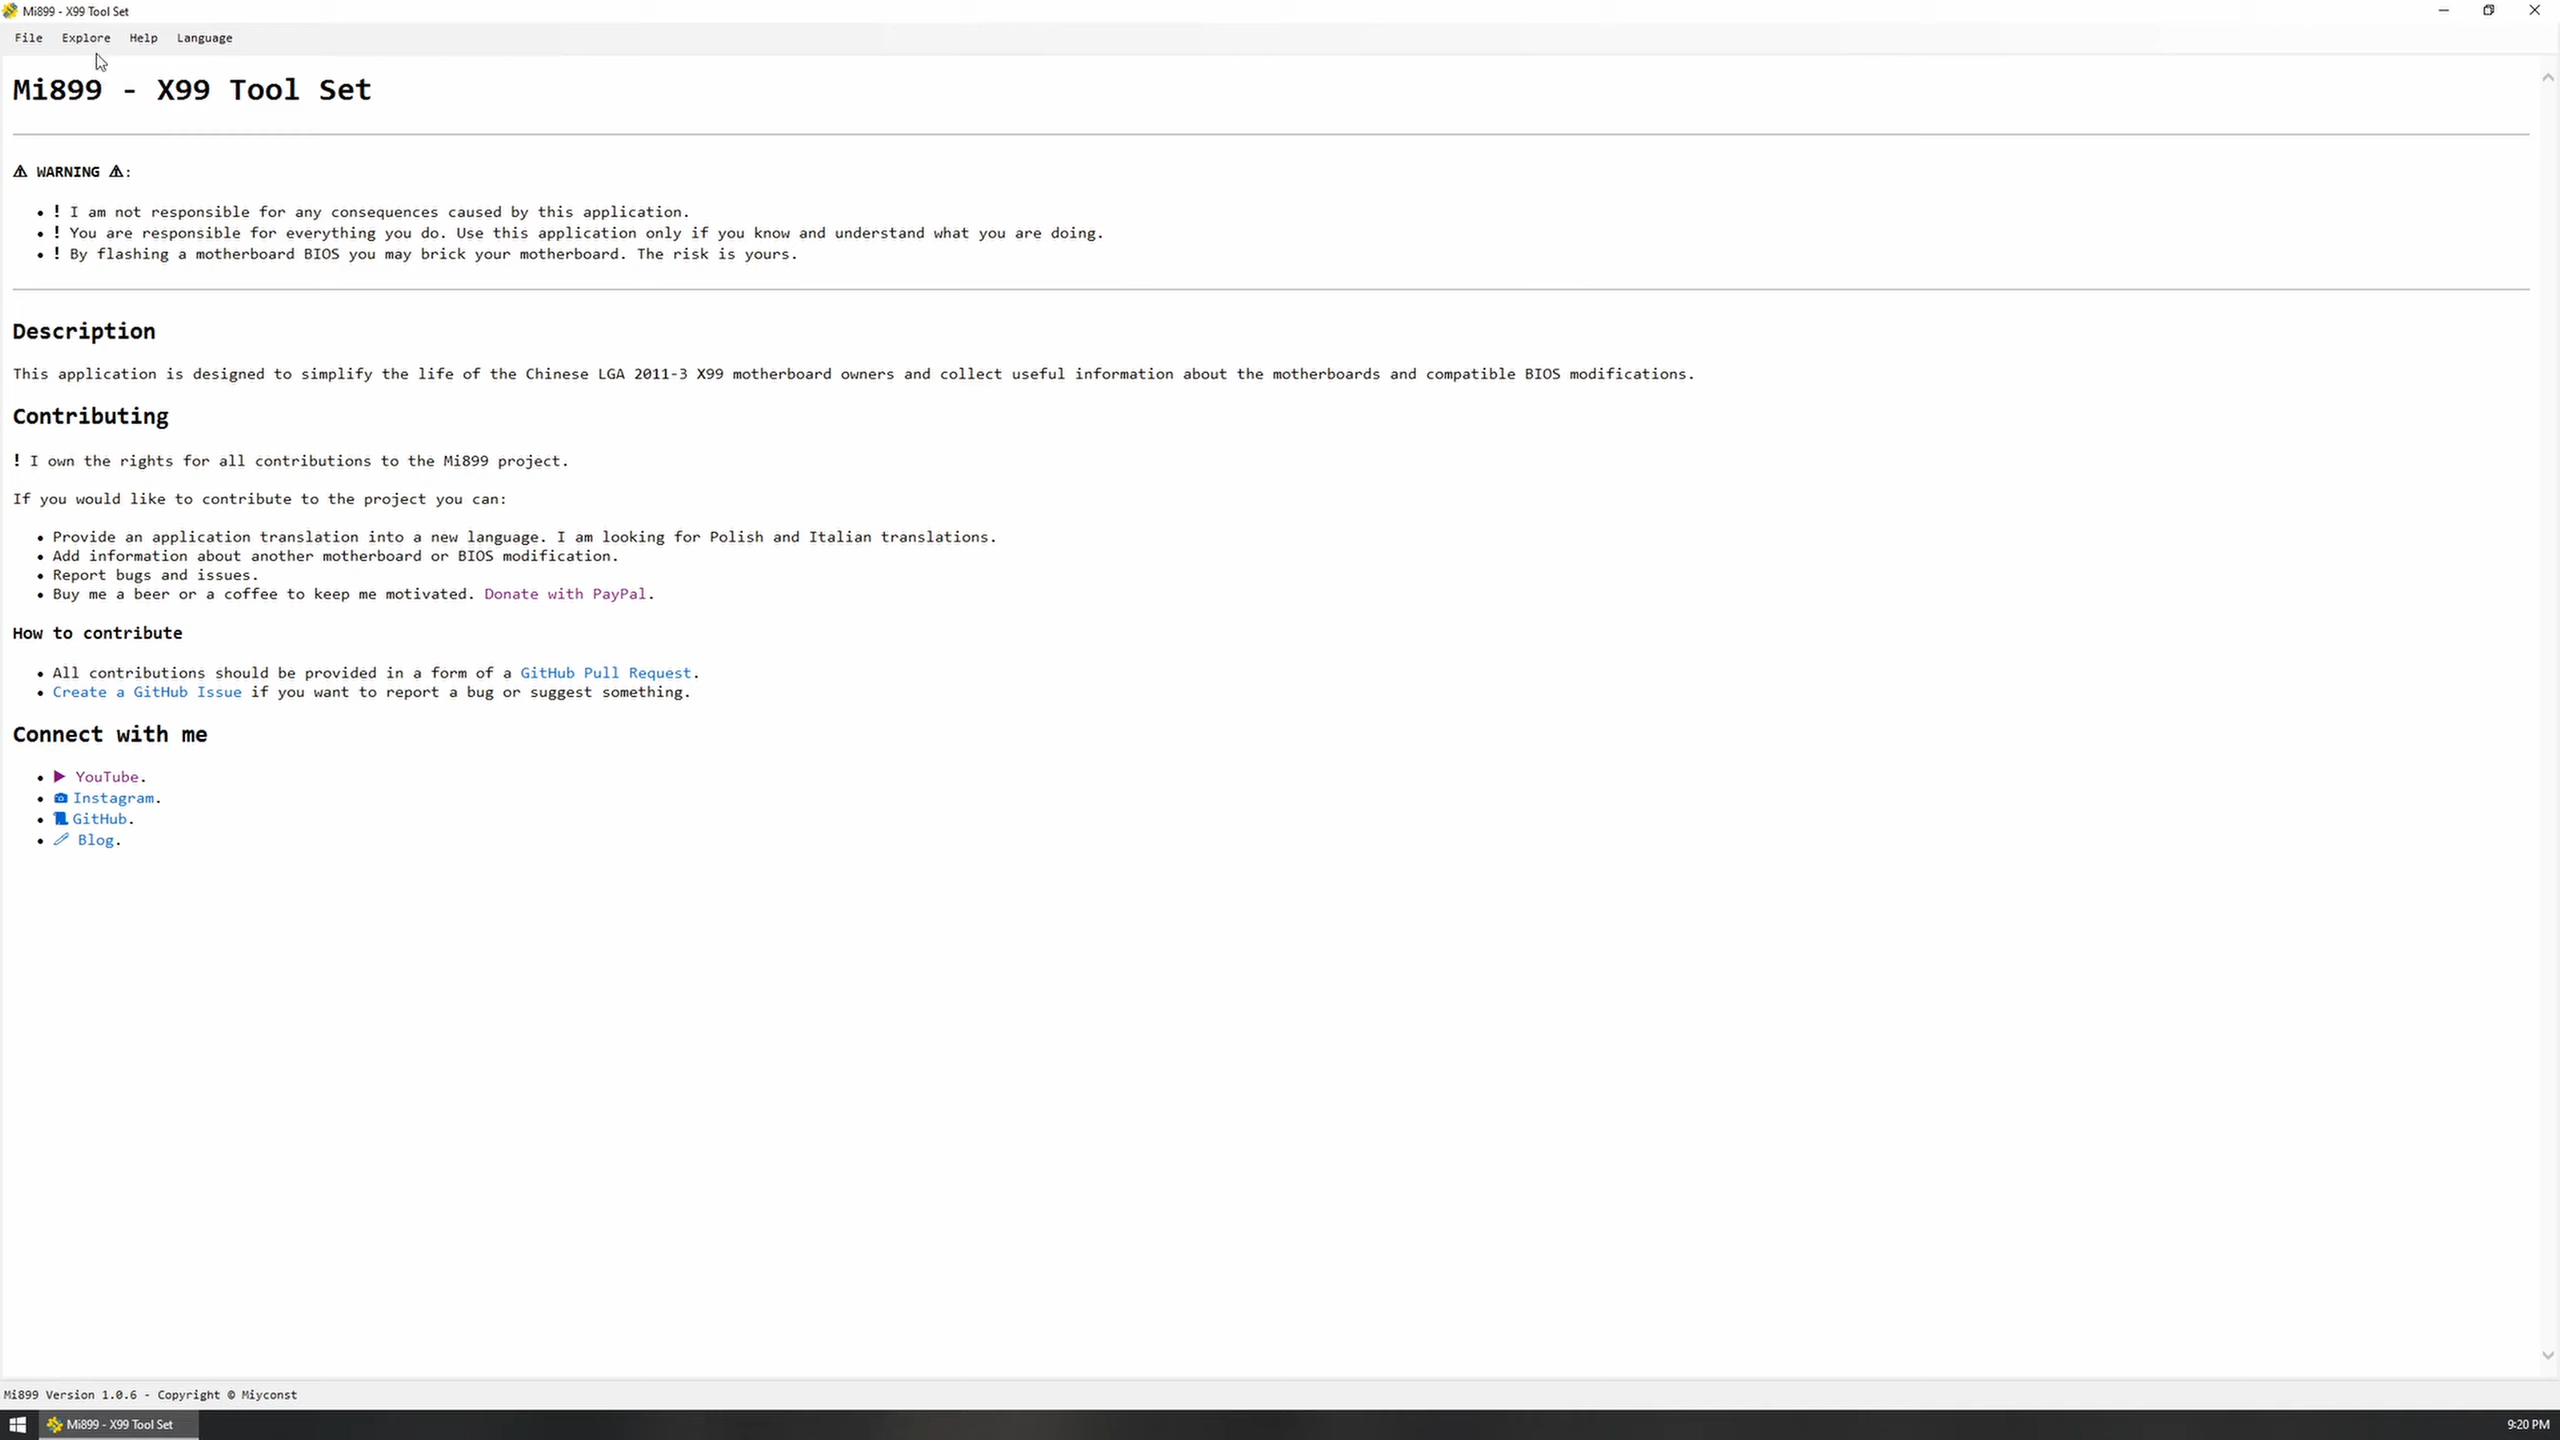 Mi899 - X99 Tool Set
File Explore Help Language
Mi899 - X99 Tool Set
⚠ WARNING ⚠:
• ! I am not responsible for any consequences caused by this application.
• ! You are responsible for everything you do. Use this application only if you know and understand what you are doing.
• ! By flashing a motherboard BIOS you may brick your motherboard. The risk is yours.
Description
This application is designed to simplify the life of the Chinese LGA 2011-3 X99 motherboard owners and collect useful information about the motherboards and compatible BIOS modifications.
Contributing
! I own the rights for all contributions to the Mi899 project.
If you would like to contribute to the project you can:
• Provide an application translation into a new language. I am looking for Polish and Italian translations.
• Add information about another motherboard or BIOS modification.
• Report bugs and issues.
• Buy me a beer or a coffee to keep me motivated. Donate with PayPal.
How to contribute
• All contributions should be provided in a form of a GitHub Pull Request.
• Create a GitHub Issue if you want to report a bug or suggest something.
Connect with me
• YouTube.
• Instagram.
• GitHub.
• Blog.
Mi899 Version 1.0.6 - Copyright © Miyconst
Mi899 - X99 Tool Set
9:20 PM